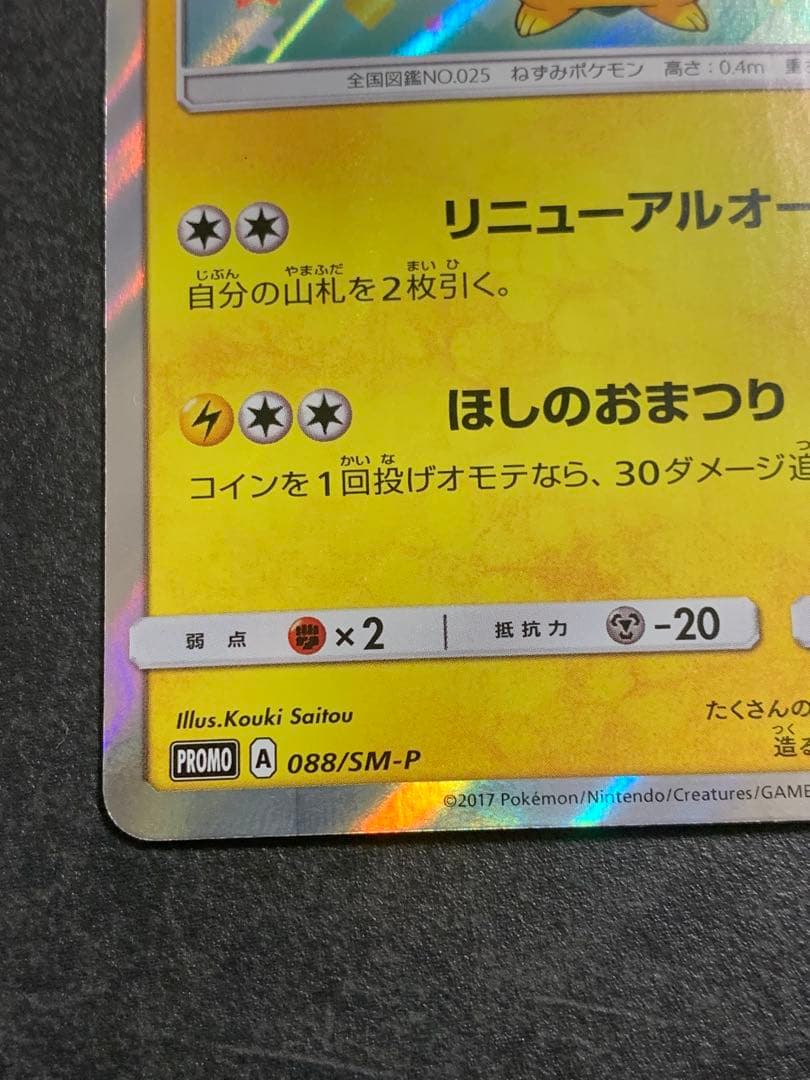 全国図鑑NO.025 ねずみポケモン 高さ:0.4m 重さ
リニューアルオー
じぶん やまふだ まい ひ
自分の山札を2枚引く。
ほしのおまつり
かい な
コインを1回投げオモテなら、30ダメージ追
弱点 ×2 抵抗力 -20
Illus.Kouki Saitou
たくさんの
つく
造る
PROMO A 088/SM-P
©2017 Pokémon/Nintendo/Creatures/GAME